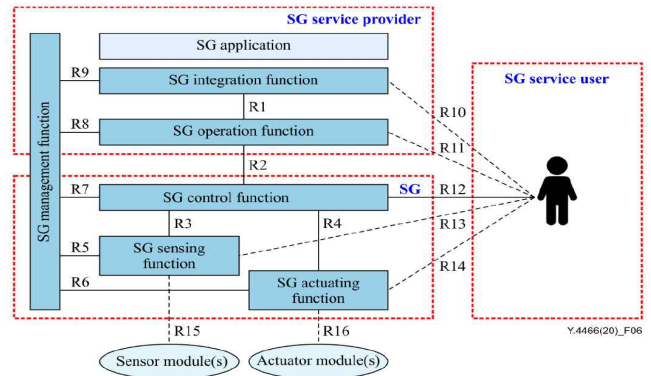 SG service provider
SG application
R9
SG integration function
SG service user
R1
R10
R8
SG operation function
R11
SG management function
R2
SG
R7
SG control function
R12
R3
R4
R13
R5
SG sensing
function
R14
R6
SG actuating
function
R15
R16
Y.4466(20)_F06
Sensor module(s)
Actuator module(s)